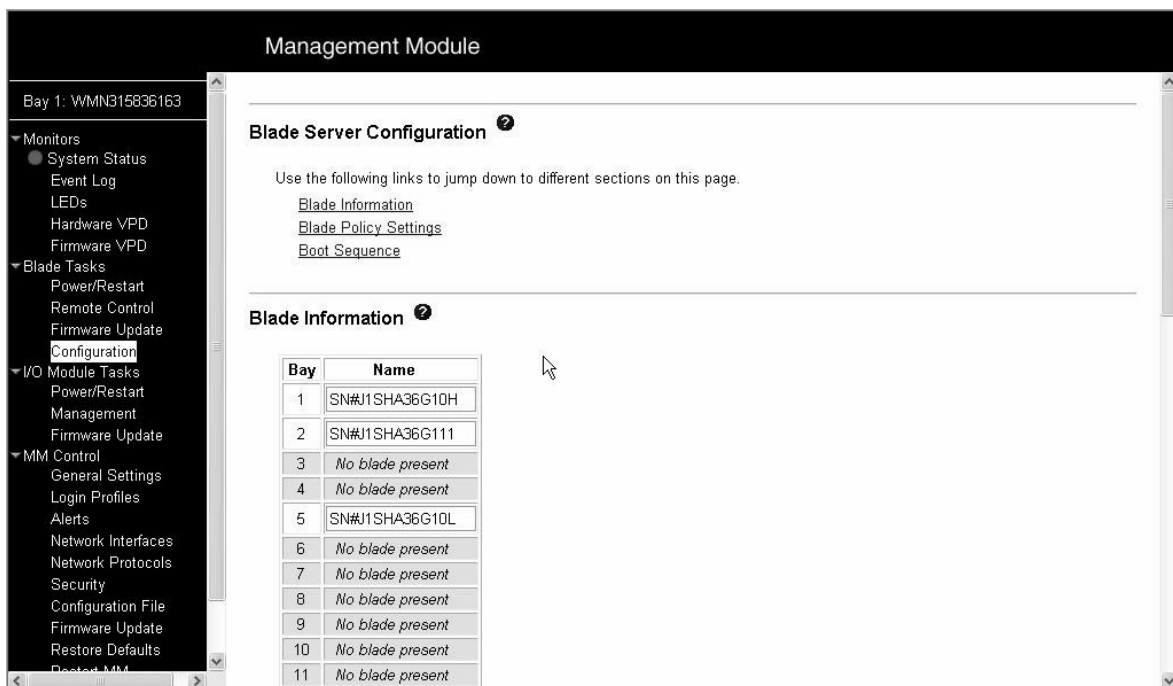 Management Module
Bay 1: WMN315836163
Monitors
System Status
Event Log
LEDs
Hardware VPD
Firmware VPD
Blade Tasks
Power/Restart
Remote Control
Firmware Update
Configuration
I/O Module Tasks
Power/Restart
Management
Firmware Update
MM Control
General Settings
Login Profiles
Alerts
Network Interfaces
Network Protocols
Security
Configuration File
Firmware Update
Restore Defaults
Restart MM
Blade Server Configuration ?
Use the following links to jump down to different sections on this page.
Blade Information
Blade Policy Settings
Boot Sequence
Blade Information ?
Bay Name
1 SN#J1SHA36G10H
2 SN#J1SHA36G111
3 No blade present
4 No blade present
5 SN#J1SHA36G10L
6 No blade present
7 No blade present
8 No blade present
9 No blade present
10 No blade present
11 No blade present